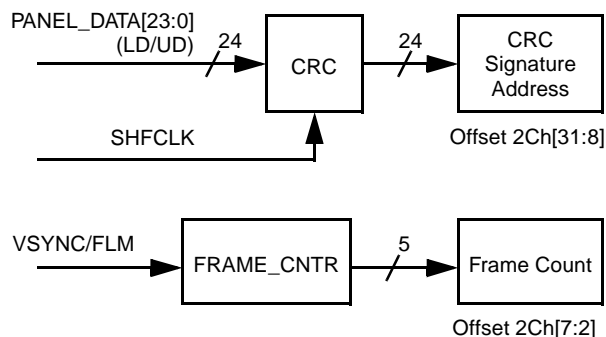 PANEL_DATA[23:0]
(LD/UD)
24
CRC
24
CRC
Signature
Address
SHFCLK
Offset 2Ch[31:8]
VSYNC/FLM
FRAME_CNTR
5
Frame Count
Offset 2Ch[7:2]